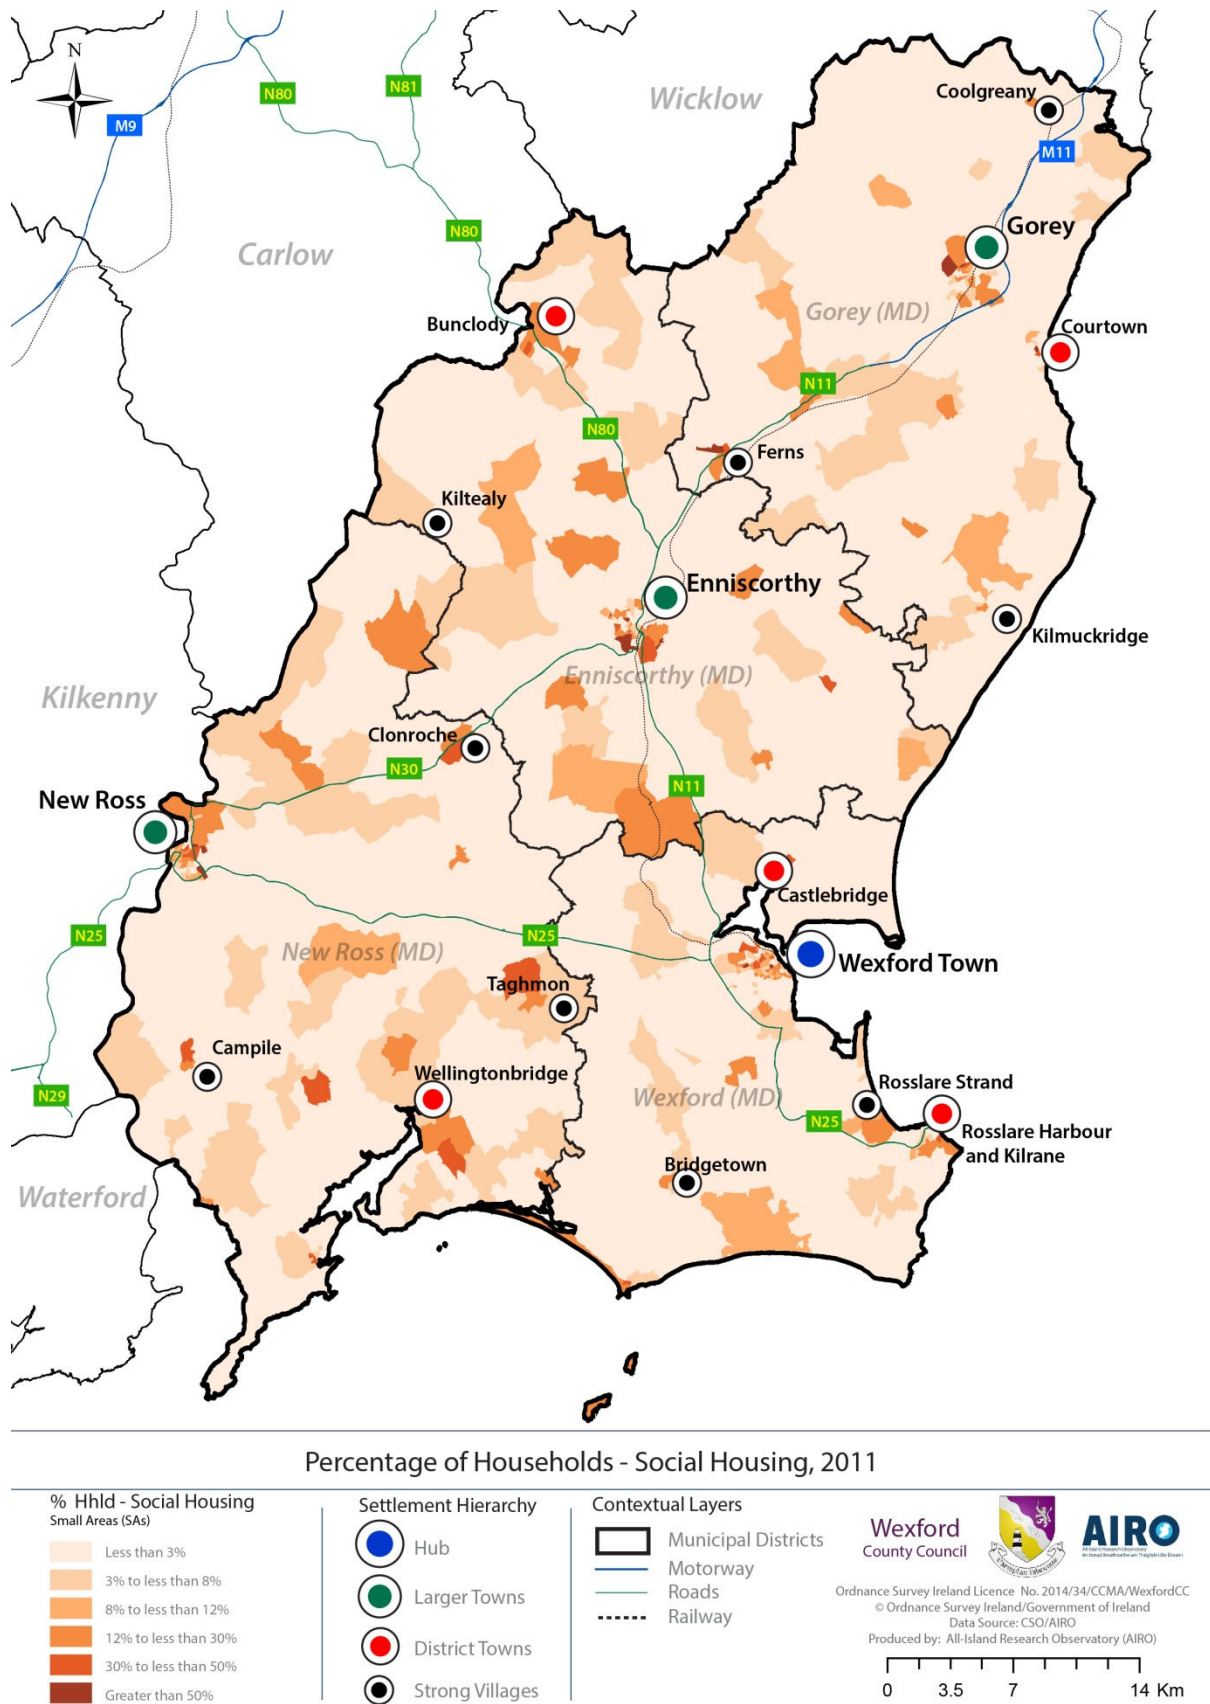 N
N80
N81
M9
Wicklow
Coolgreany
M11
Carlow
N80
Gorey
Bunclody
Gorey (MD)
Courtown
N11
N80
Ferns
Kiltealy
Enniscorthy
Kilmuckridge
Enniscorthy (MD)
Kilkenny
Clonroche
N30
New Ross
N11
Castlebridge
N25
N25
New Ross (MD)
Wexford Town
Taghmon
Campile
Wellingtonbridge
Rosslare Strand
N29
Wexford (MD)
N25
Rosslare Harbour
and Kilrane
Bridgetown
Waterford
Percentage of Households - Social Housing, 2011
% Hhld - Social Housing
Small Areas (SAs)
Less than 3%
3% to less than 8%
8% to less than 12%
12% to less than 30%
30% to less than 50%
Greater than 50%
Settlement Hierarchy
Hub
Larger Towns
District Towns
Strong Villages
Contextual Layers
Municipal Districts
Motorway
Roads
Railway
Wexford
County Council
AIRO
Ordnance Survey Ireland Licence No. 2014/34/CCMA/WexfordCC
© Ordnance Survey Ireland/Government of Ireland
Data Source: CSO/AIRO
Produced by: All-Island Research Observatory (AIRO)
0 3.5 7 14 Km